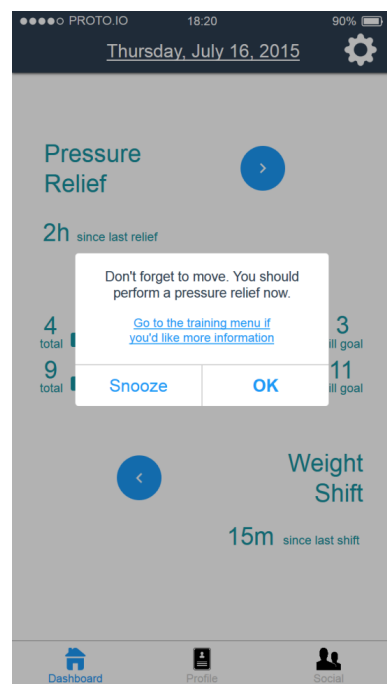 PROTO.IO 18:20 90%
Thursday, July 16, 2015
Pressure
Relief
2h since last relief
Don't forget to move. You should
perform a pressure relief now.
Go to the training menu if
you'd like more information
Snooze OK
4 3
total ill goal
9 11
total ill goal
Weight
Shift
15m since last shift
Dashboard Profile Social